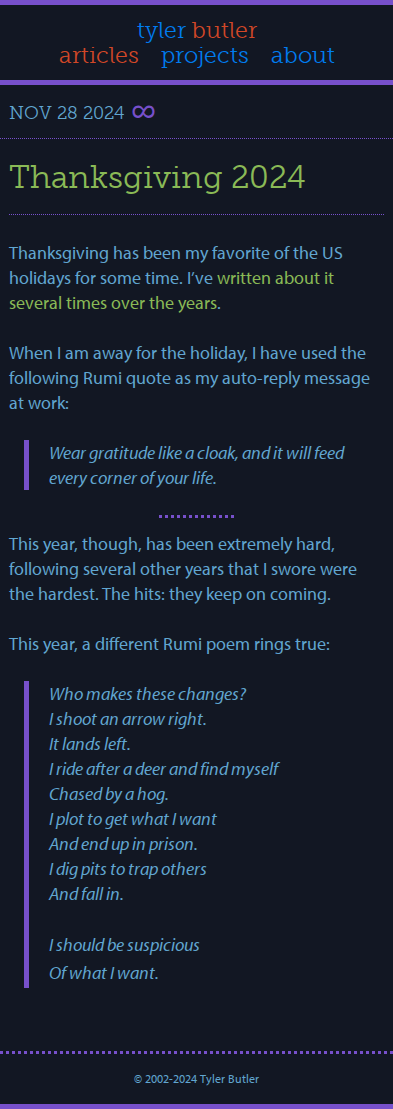 tyler butler
articles projects about
NOV 28 2024 ∞
Thanksgiving 2024
Thanksgiving has been my favorite of the US
holidays for some time. I’ve written about it
several times over the years.
When I am away for the holiday, I have used the
following Rumi quote as my auto-reply message
at work:
Wear gratitude like a cloak, and it will feed
every corner of your life.
This year, though, has been extremely hard,
following several other years that I swore were
the hardest. The hits: they keep on coming.
This year, a different Rumi poem rings true:
Who makes these changes?
I shoot an arrow right.
It lands left.
I ride after a deer and find myself
Chased by a hog.
I plot to get what I want
And end up in prison.
I dig pits to trap others
And fall in.
I should be suspicious
Of what I want.
© 2002-2024 Tyler Butler